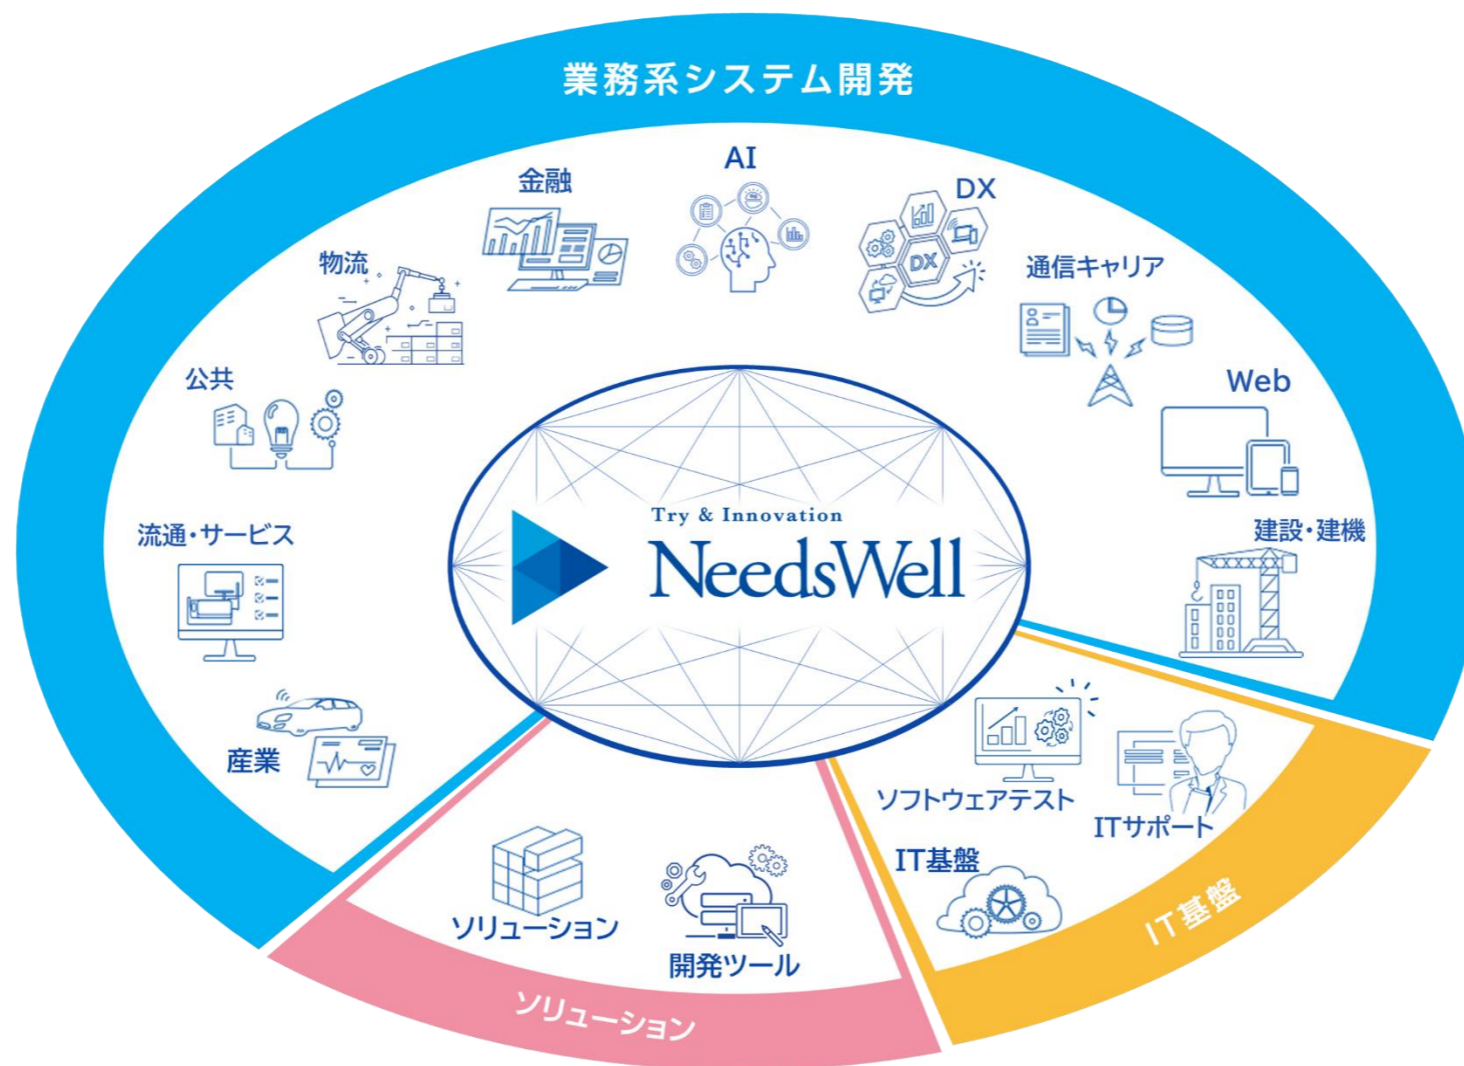 業務系システム開発
AI
金融
DX
物流
通信キャリア
公共
Web
流通・サービス
建設・建機
DX
Try & Innovation
NeedsWell
産業
ソフトウェアテスト
ITサポート
IT基盤
ソリューション
開発ツール
IT基盤
ソリューション